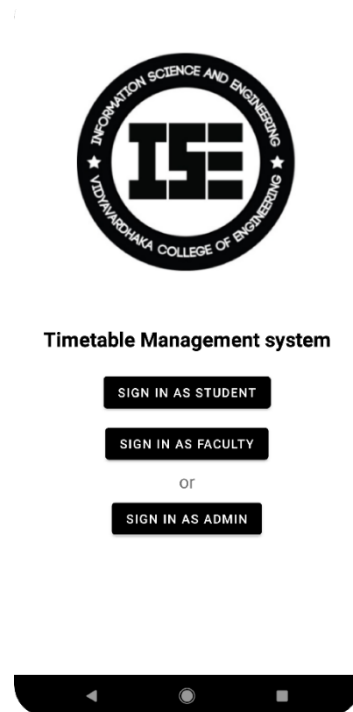 INFORMATION SCIENCE AND ENGINEERING
ISE
VIDYAVARDHAKA COLLEGE OF ENGINEERING
Timetable Management system
SIGN IN AS STUDENT
SIGN IN AS FACULTY
or
SIGN IN AS ADMIN